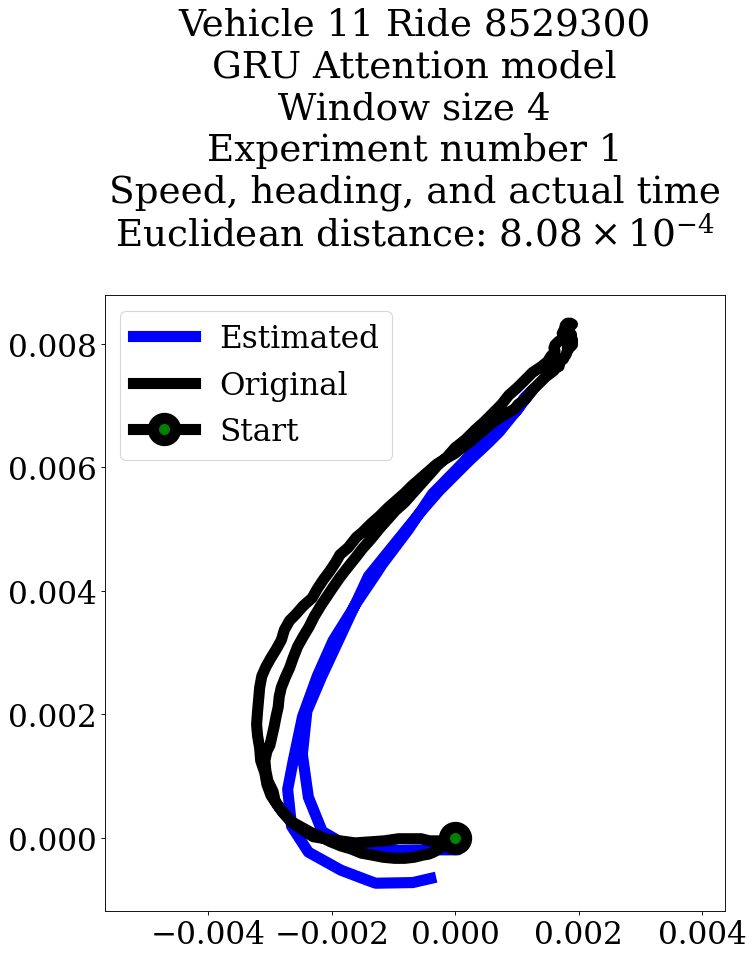 Vehicle 11 Ride 8529300
GRU Attention model
Window size 4
Experiment number 1
Speed, heading, and actual time
Euclidean distance: 8.08 × 10⁻⁴
Estimated
Original
Start
0.008
0.006
0.004
0.002
0.000
−0.004 −0.002 0.000 0.002 0.004